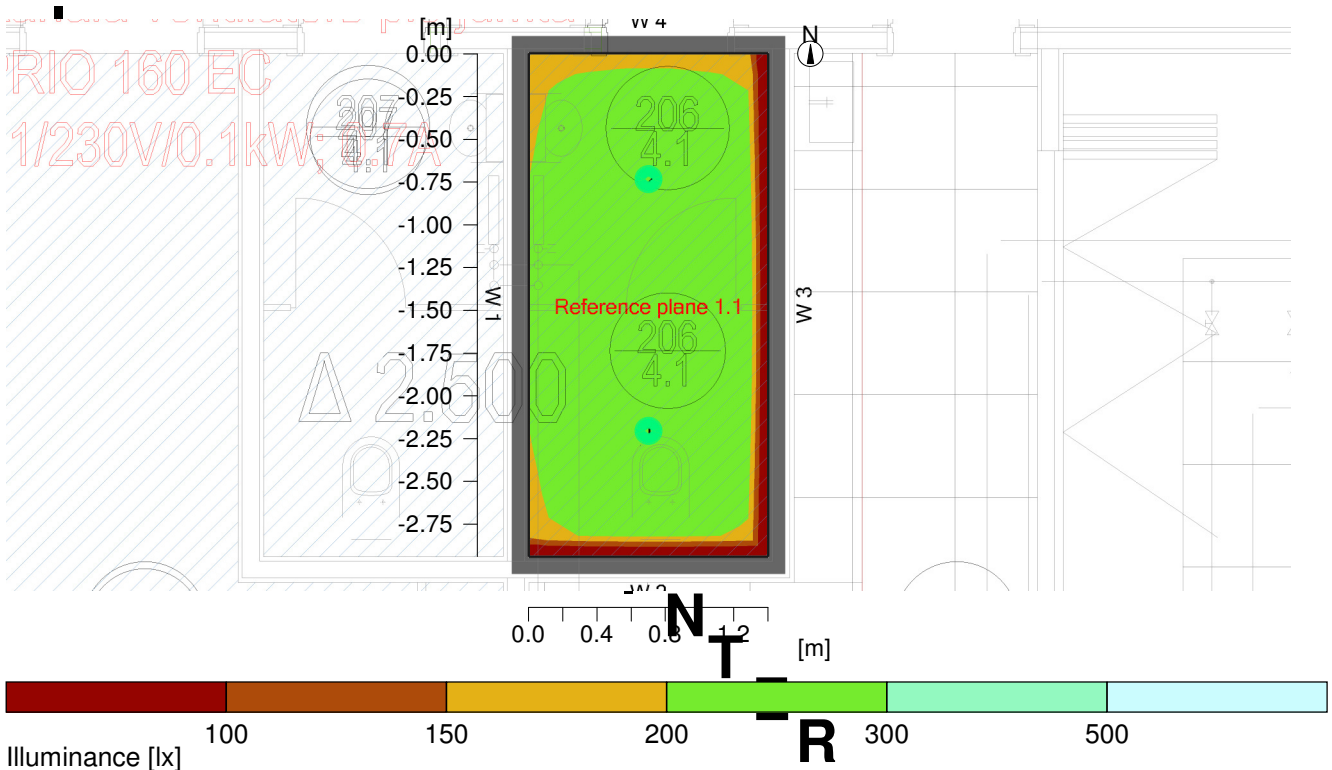 [m]
W 4
N
0.00
-0.25
-0.50
-0.75
-1.00
-1.25
-1.50
-1.75
-2.00
-2.25
-2.50
-2.75
RIO 160 EC
1/230V/0.1kW; 1.7A
207
4.1
206
4.1
W 1
Reference plane 1.1
W 3
206
4.1
Δ 2.500
W 2
0.0 0.4 0.8 1.2
[m]
N
T
R
100 150 200 300 500
Illuminance [lx]